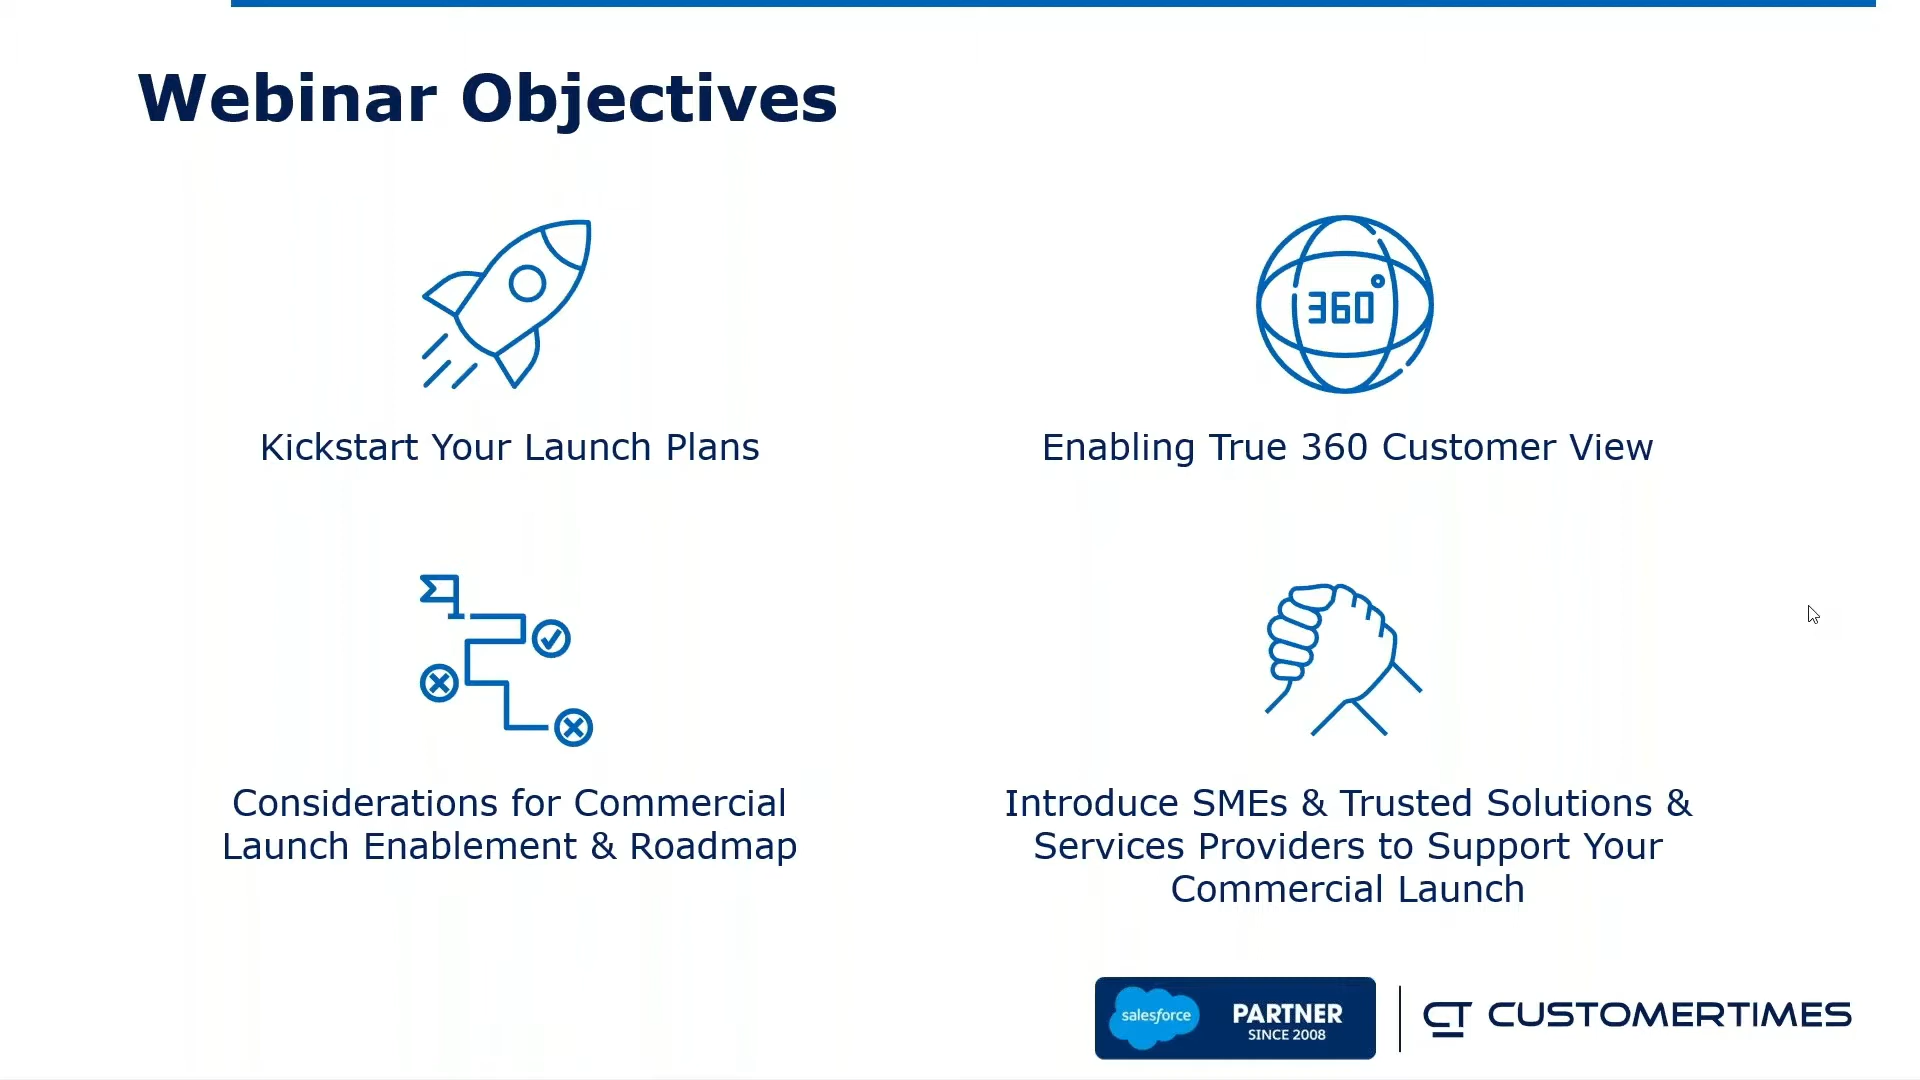 Webinar Objectives
360°
Kickstart Your Launch Plans
Enabling True 360 Customer View
Considerations for Commercial
Launch Enablement & Roadmap
Introduce SMEs & Trusted Solutions &
Services Providers to Support Your
Commercial Launch
salesforce
PARTNER
SINCE 2008
CT CUSTOMERTIMES